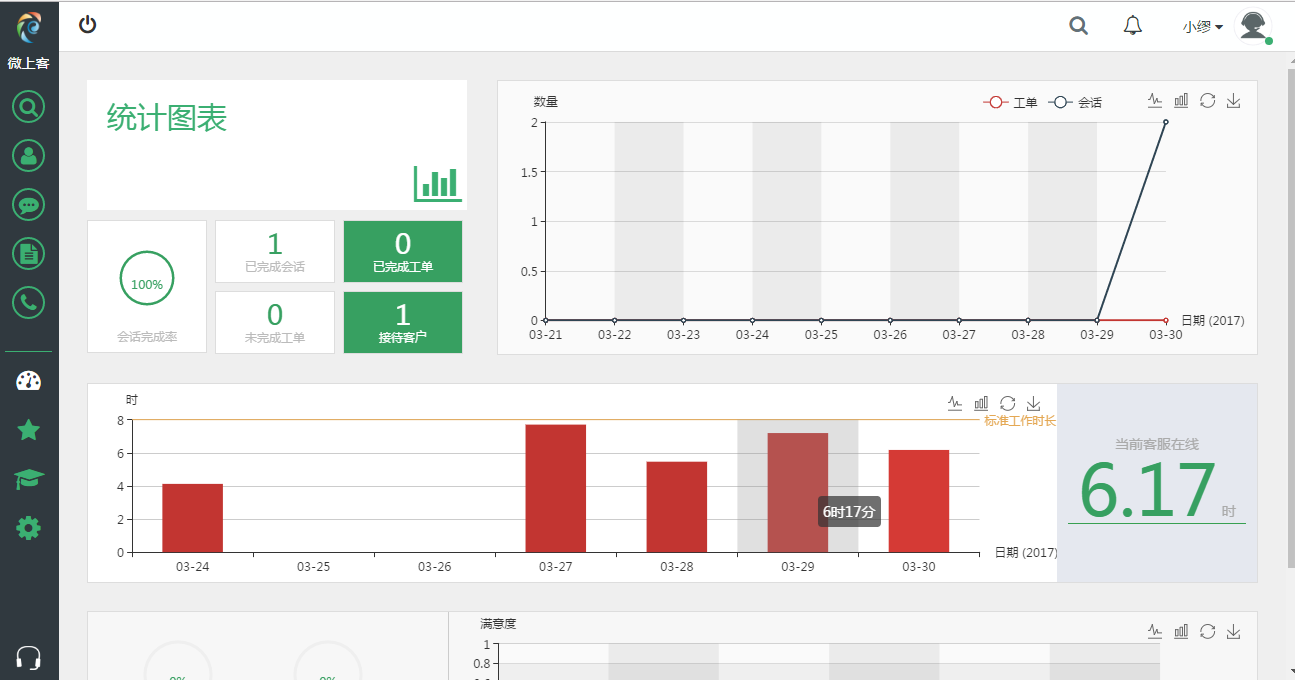 微上客
小缪
统计图表
100%
会话完成率
1
已完成会话
0
已完成工单
0
未完成工单
1
接待客户
数量
工单
会话
2
1.5
1
0.5
0
03-21
03-22
03-23
03-24
03-25
03-26
03-27
03-28
03-29
03-30
日期 (2017)
时
标准工作时长
8
6
4
2
0
6时17分
03-24
03-25
03-26
03-27
03-28
03-29
03-30
日期 (2017)
当前客服在线
6.17
时
0%
0%
满意度
1
0.8